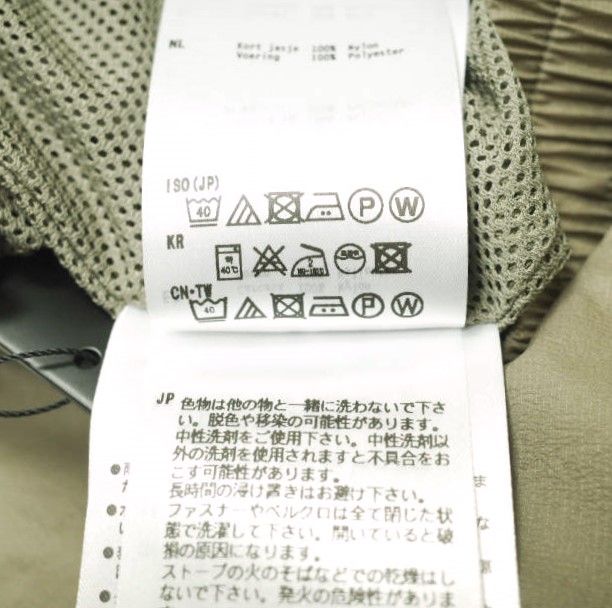 NL Kort jasje 100% Nylon
Voering 100% Polyester
ISO(JP)
40 P W
KR
40℃
CN・TW
40 P W
JP 色物は他の物と一緒に洗わないで下さ
い。脱色や移染の可能性があります。
中性洗剤をご使用下さい。中性洗剤以
外の洗剤を使用されますと不具合をお
こす可能性があります。
長時間の浸け置きはお避け下さい。
ファスナーやベルクロは全て閉じた状
態で洗濯して下さい。開いていると破
損の原因になります。
ストーブの火のそばなどでの乾燥はし
ないで下さい。発火の危険性がありま